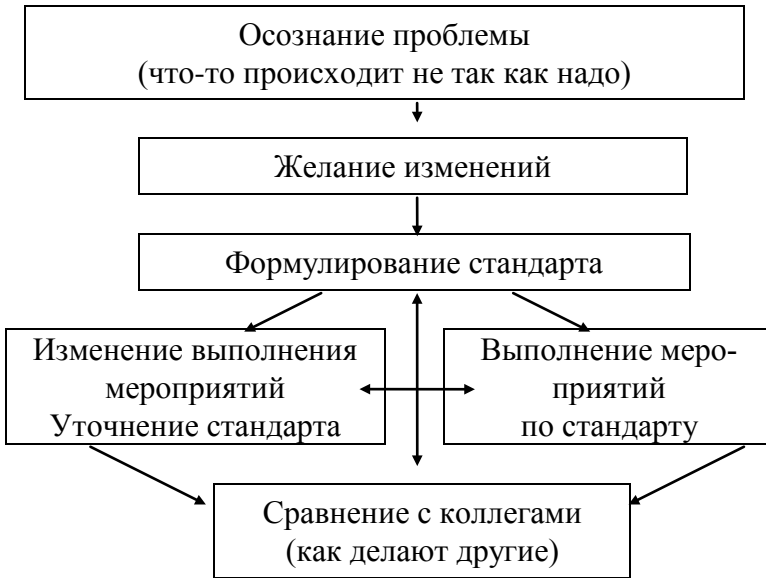 Осознание проблемы
(что-то происходит не так как надо)
Желание изменений
Формулирование стандарта
Изменение выполнения
мероприятий
Уточнение стандарта
Выполнение меро-
приятий
по стандарту
Сравнение с коллегами
(как делают другие)